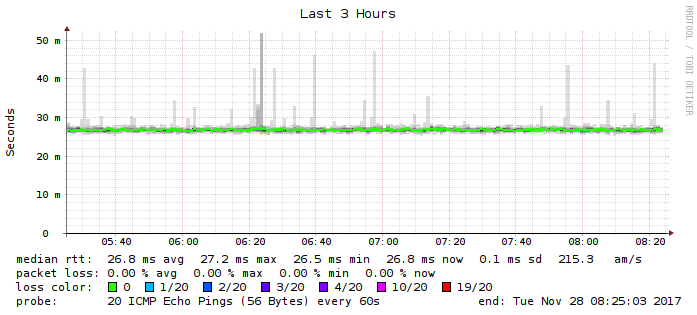 Last 3 Hours
RRDTOOL / TOBI OETIKER
Seconds
50 m
40 m
30 m
20 m
10 m
0
05:40 06:00 06:20 06:40 07:00 07:20 07:40 08:00 08:20
median rtt: 26.8 ms avg 27.2 ms max 26.5 ms min 26.8 ms now 0.1 ms sd 215.3 am/s
packet loss: 0.00 % avg 0.00 % max 0.00 % min 0.00 % now
loss color: 0 1/20 2/20 3/20 4/20 10/20 19/20
probe: 20 ICMP Echo Pings (56 Bytes) every 60s end: Tue Nov 28 08:25:03 2017